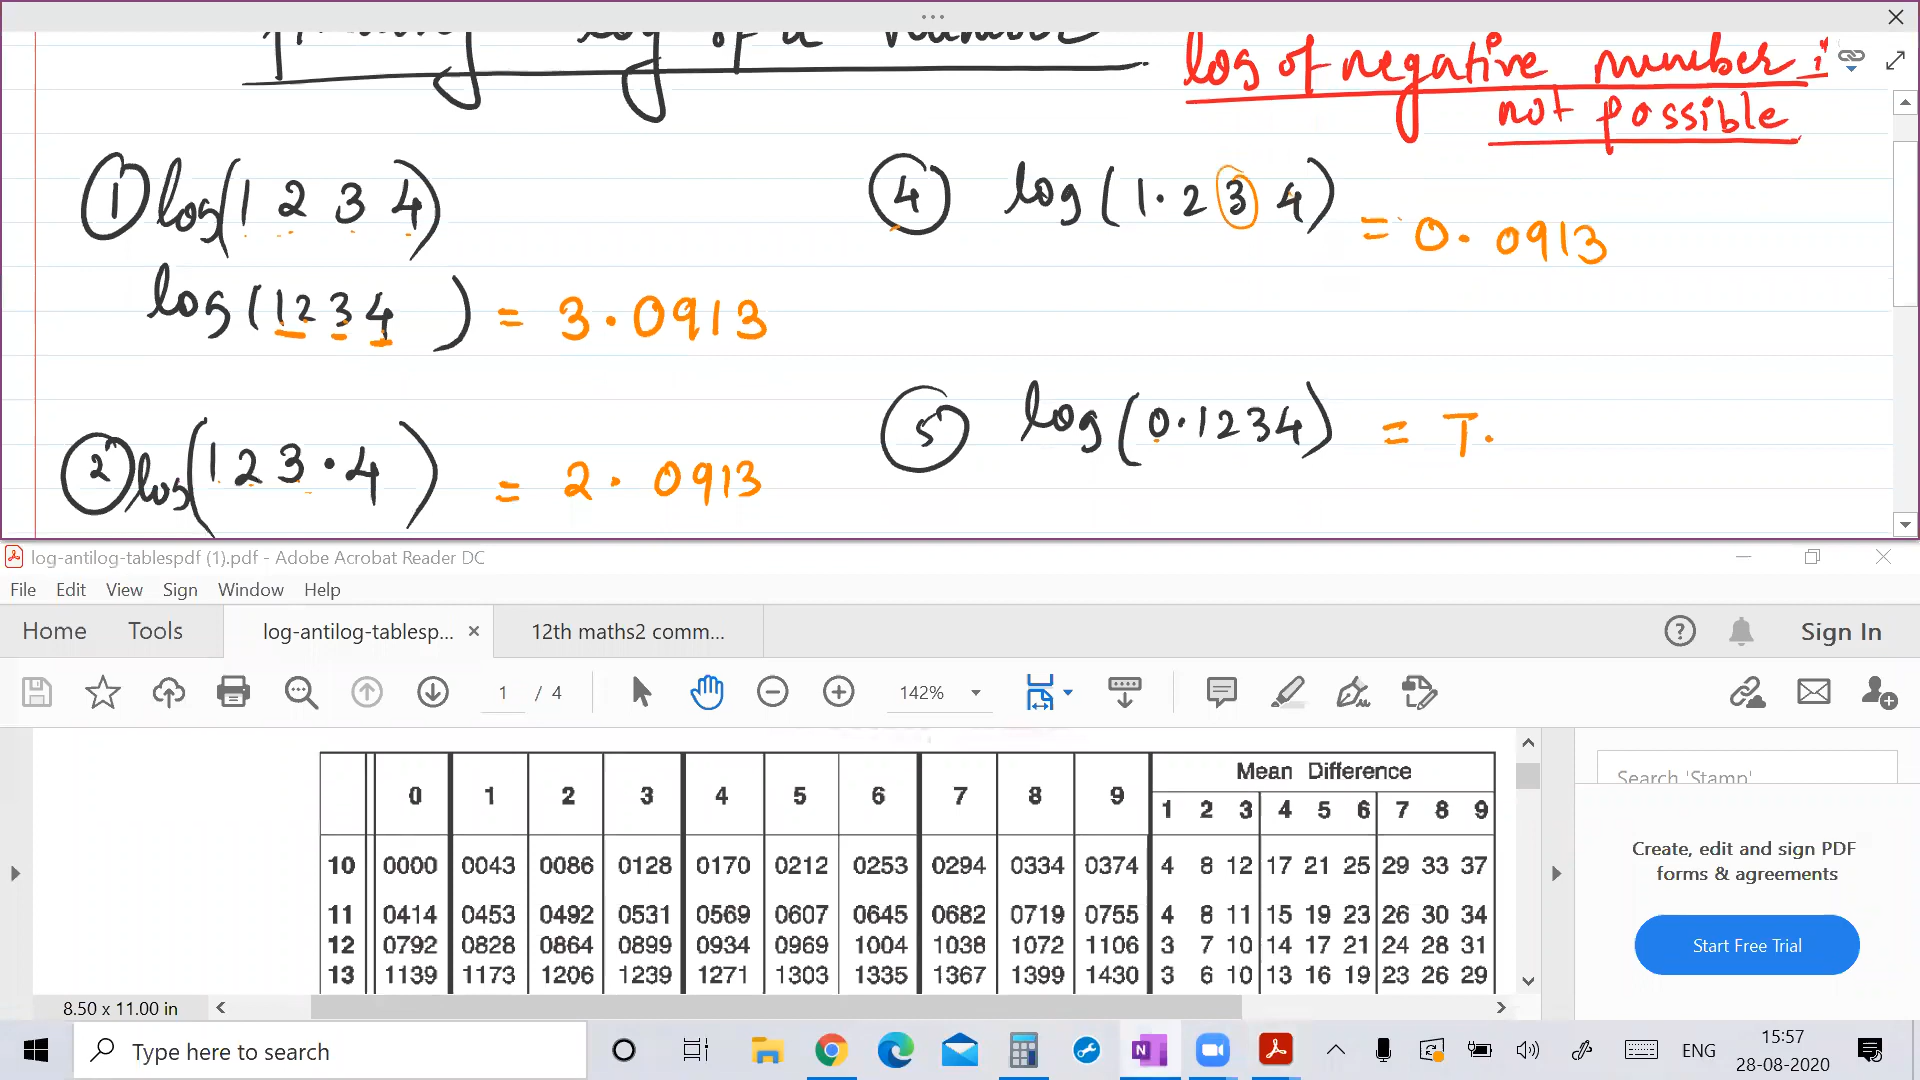 log of a number
log of negative number is
not possible
① log(1 2 3 4)
log(1234) = 3.0913
② log(123.4) = 2.0913
④ log(1.234) = 0.0913
⑤ log(0.1234) = 1̅.
log-antilog-tablespdf (1).pdf - Adobe Acrobat Reader DC
File Edit View Sign Window Help
Home Tools log-antilog-tablesp... × 12th maths2 comm... ? Sign In
1 / 4 142%
Mean Difference
0 1 2 3 4 5 6 7 8 9 1 2 3 4 5 6 7 8 9
10 0000 0043 0086 0128 0170 0212 0253 0294 0334 0374 4 8 12 17 21 25 29 33 37
11 0414 0453 0492 0531 0569 0607 0645 0682 0719 0755 4 8 11 15 19 23 26 30 34
12 0792 0828 0864 0899 0934 0969 1004 1038 1072 1106 3 7 10 14 17 21 24 28 31
13 1139 1173 1206 1239 1271 1303 1335 1367 1399 1430 3 6 10 13 16 19 23 26 29
8.50 x 11.00 in
Search 'Stamp'
Create, edit and sign PDF
forms & agreements
Start Free Trial
Type here to search
ENG
15:57
28-08-2020